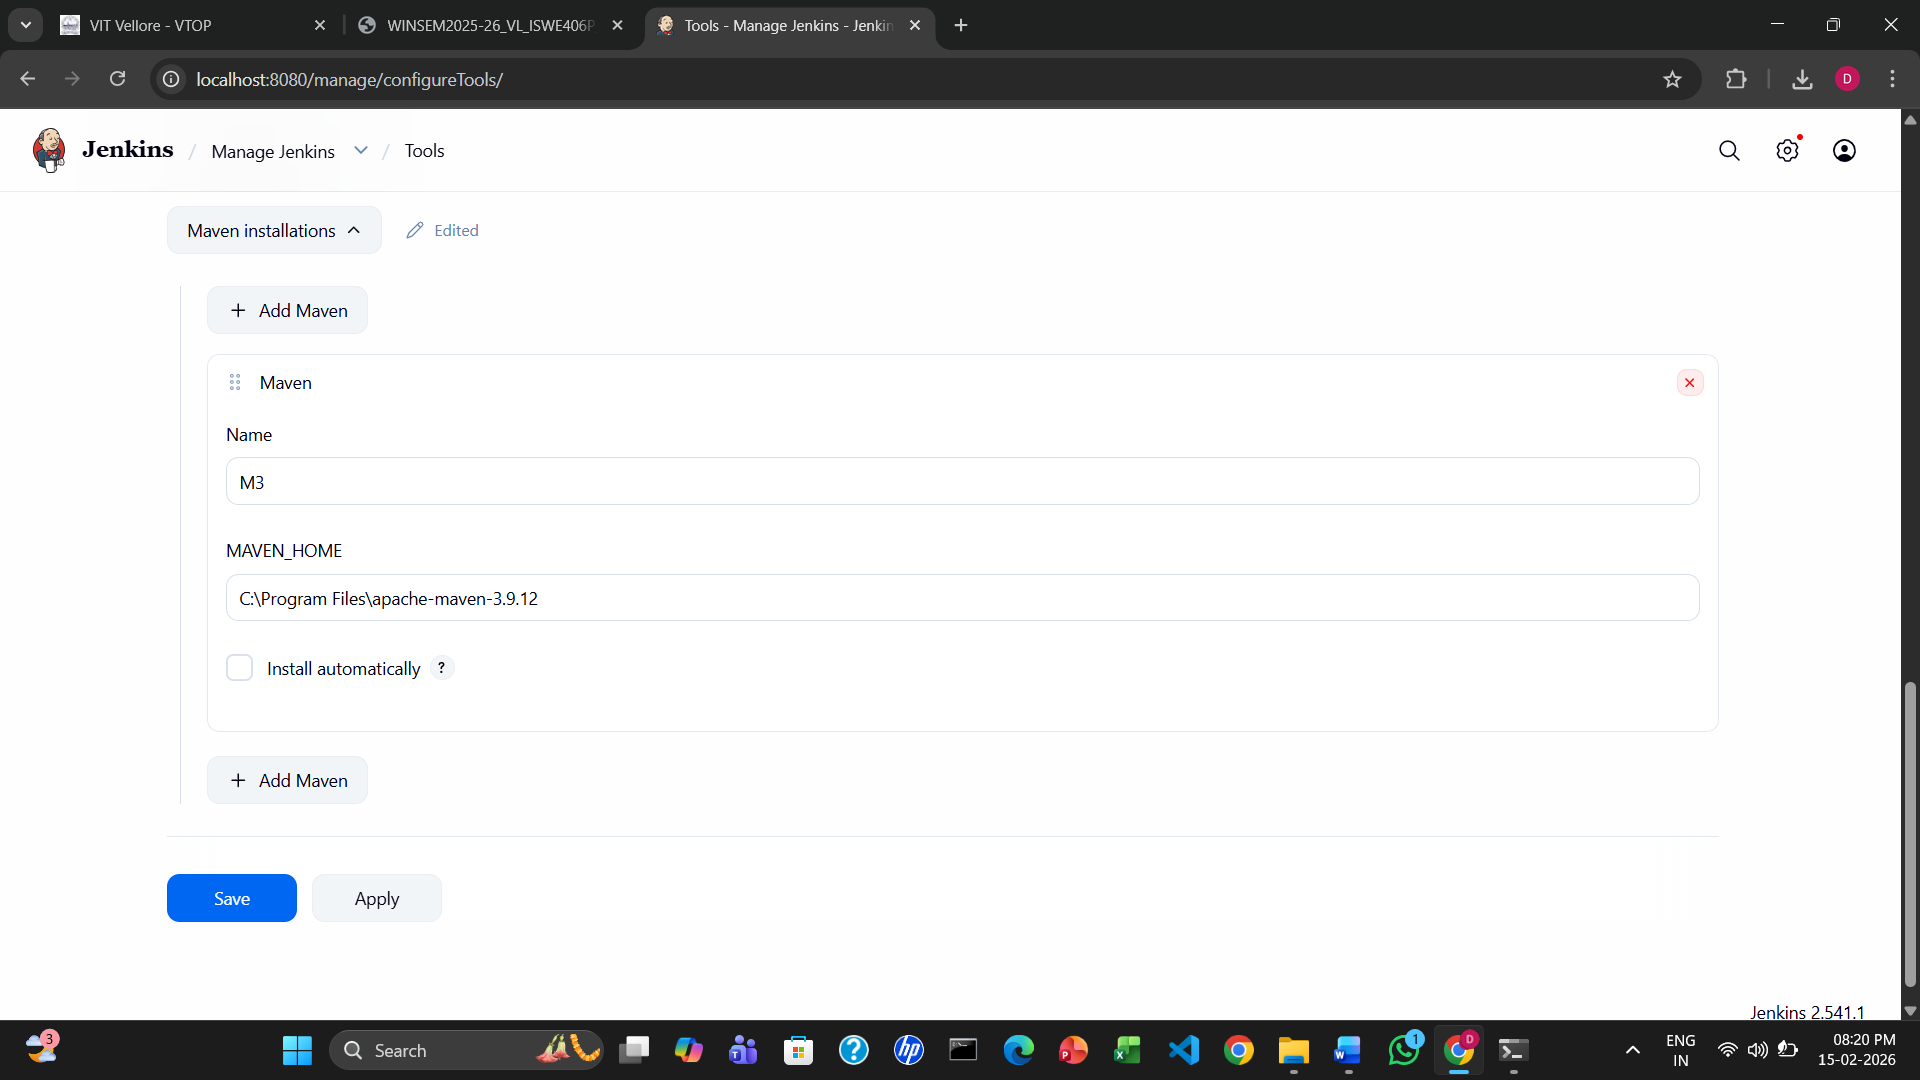 VIT Vellore - VTOP
WINSEM2025-26_VL_ISWE406P
Tools - Manage Jenkins - Jenkin
localhost:8080/manage/configureTools/
D
Jenkins / Manage Jenkins / Tools
Maven installations
Edited
+ Add Maven
Maven
Name
M3
MAVEN_HOME
C:\Program Files\apache-maven-3.9.12
Install automatically ?
+ Add Maven
Save
Apply
Jenkins 2.541.1
3
Search
1
D
ENG
IN
08:20 PM
15-02-2026